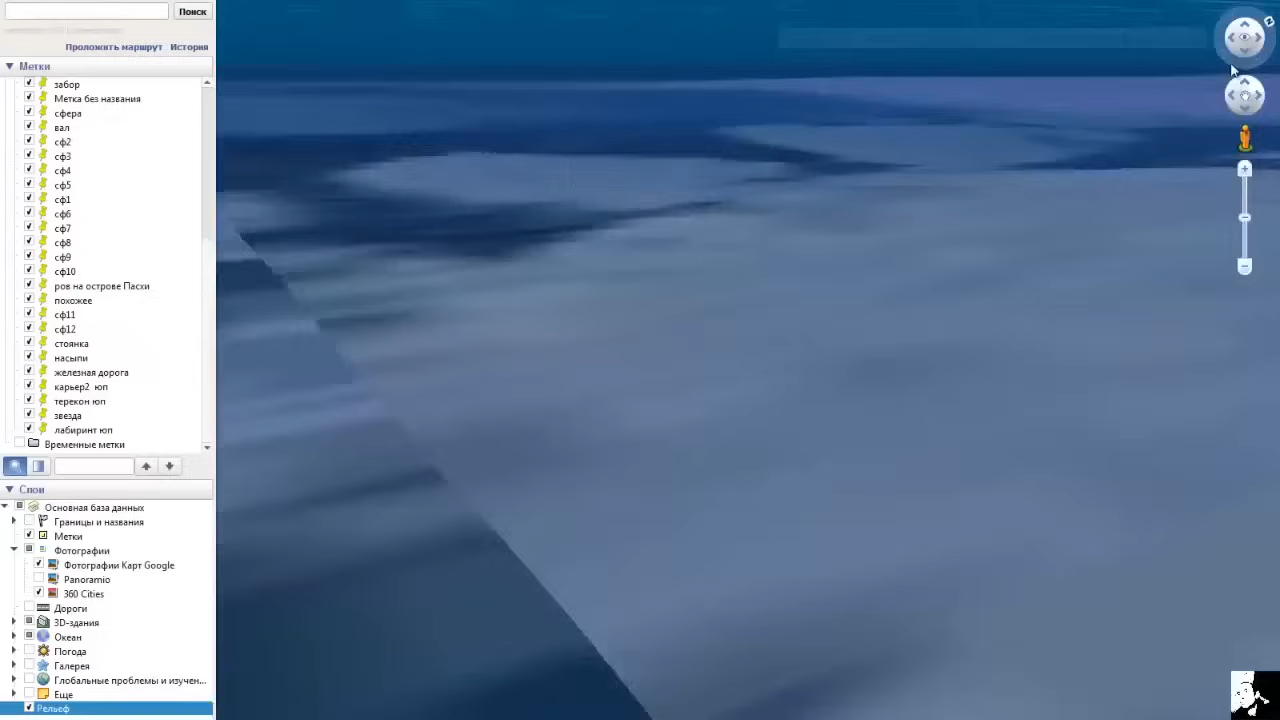 Поиск
Проложить маршрут История
Метки
забор
Метка без названия
сфера
вал
сф2
сф3
сф4
сф5
сф1
сф6
сф7
сф8
сф9
сф10
ров на острове Пасхи
похожее
сф11
сф12
стоянка
насыпи
железная дорога
карьер2 юп
терекон юп
звезда
лабиринт юп
Временные метки
Слои
Основная база данных
Границы и названия
Метки
Фотографии
Фотографии Карт Google
Panoramio
360 Cities
Дороги
3D-здания
Океан
Погода
Галерея
Глобальные проблемы и изучен...
Еще
Рельеф